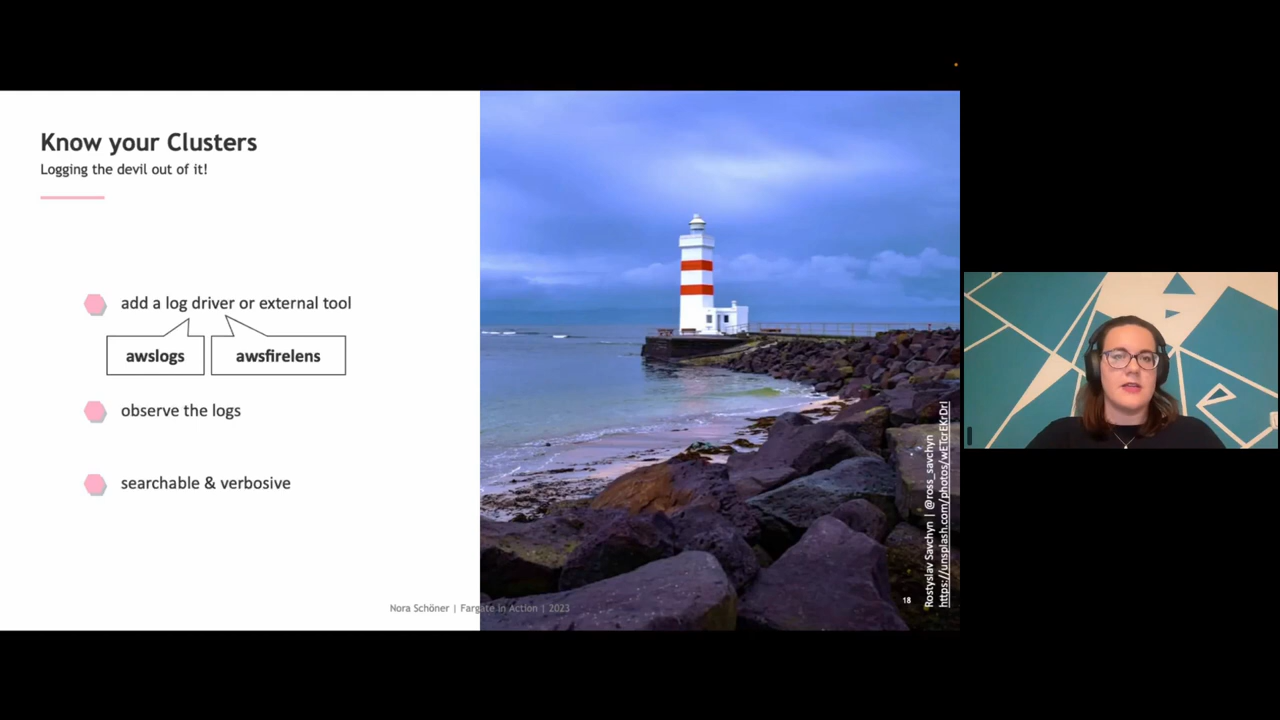 Know your Clusters
Logging the devil out of it!
add a log driver or external tool
awslogs
awsfirelens
observe the logs
searchable & verbosive
Nora Schöner | Fargate in Action | 2023
18
Rostyslav Savchyn | @ross_savchyn
https://unsplash.com/photos/wETcrEKrDrI